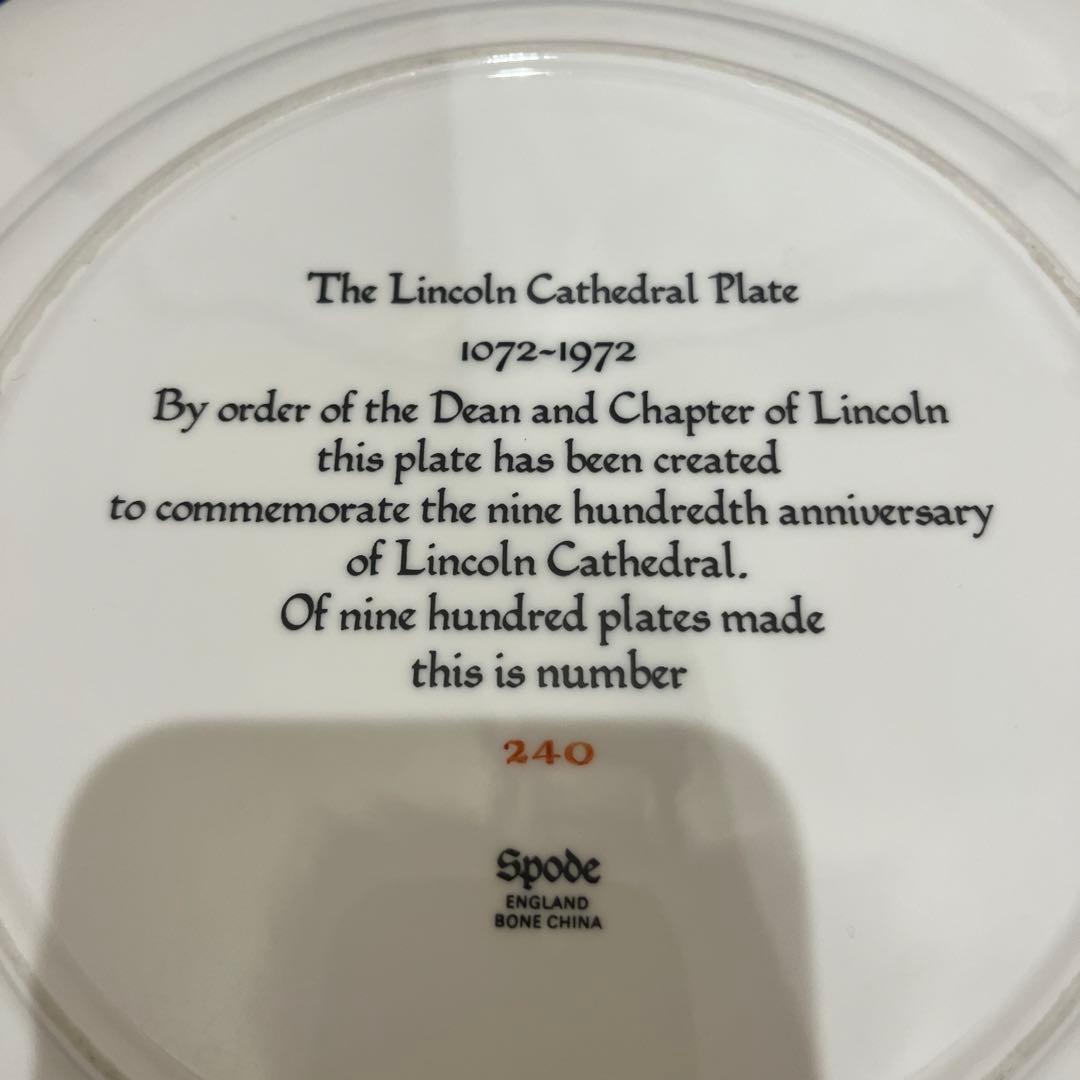 The Lincoln Cathedral Plate
1072~1972
By order of the Dean and Chapter of Lincoln
this plate has been created
to commemorate the nine hundredth anniversary
of Lincoln Cathedral.
Of nine hundred plates made
this is number
240
Spode
ENGLAND
BONE CHINA